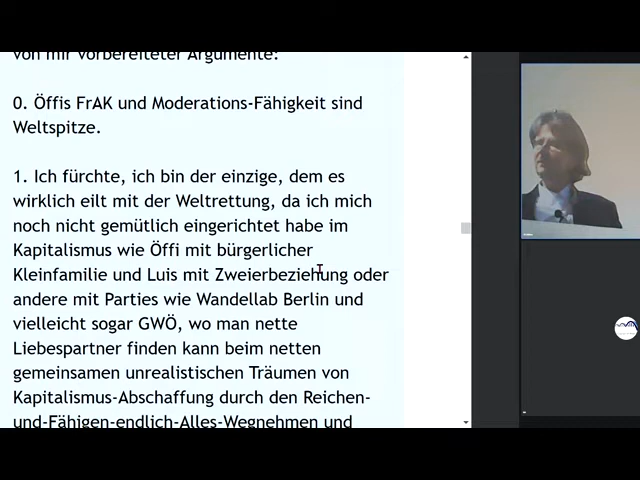 von mir vorbereiteter Argumente:
0. Öffis FrAK und Moderations-Fähigkeit sind
Weltspitze.
1. Ich fürchte, ich bin der einzige, dem es
wirklich eilt mit der Weltrettung, da ich mich
noch nicht gemütlich eingerichtet habe im
Kapitalismus wie Öffi mit bürgerlicher
Kleinfamilie und Luis mit Zweierbeziehung oder
andere mit Parties wie Wandellab Berlin und
vielleicht sogar GWÖ, wo man nette
Liebespartner finden kann beim netten
gemeinsamen unrealistischen Träumen von
Kapitalismus-Abschaffung durch den Reichen-
und-Fähigen-endlich-Alles-Wegnehmen und